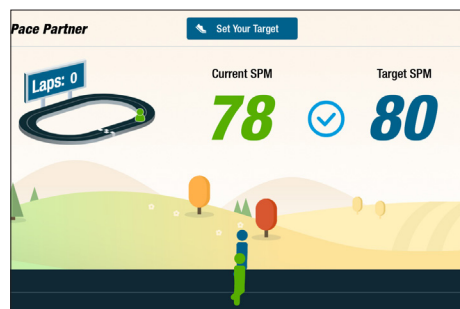 Pace Partner
Set Your Target
Laps: 0
Current SPM
Target SPM
78
80